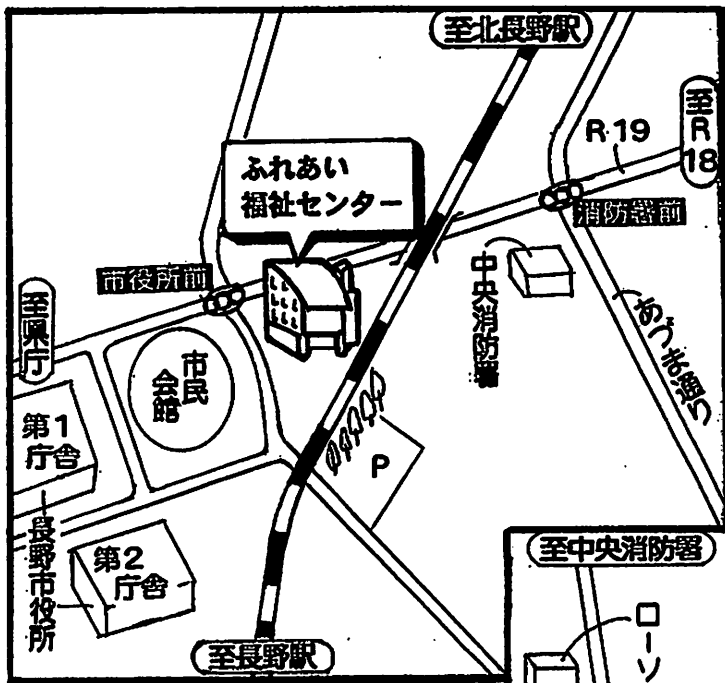 至北長野駅
至R18
R19
ふれあい
福祉センター
消防署前
市役所前
中央消防署
至県庁
あづま通り
市民
会館
第1
庁舎
P
長野市役所
第2
庁舎
至長野駅
至中央消防署
ローソ